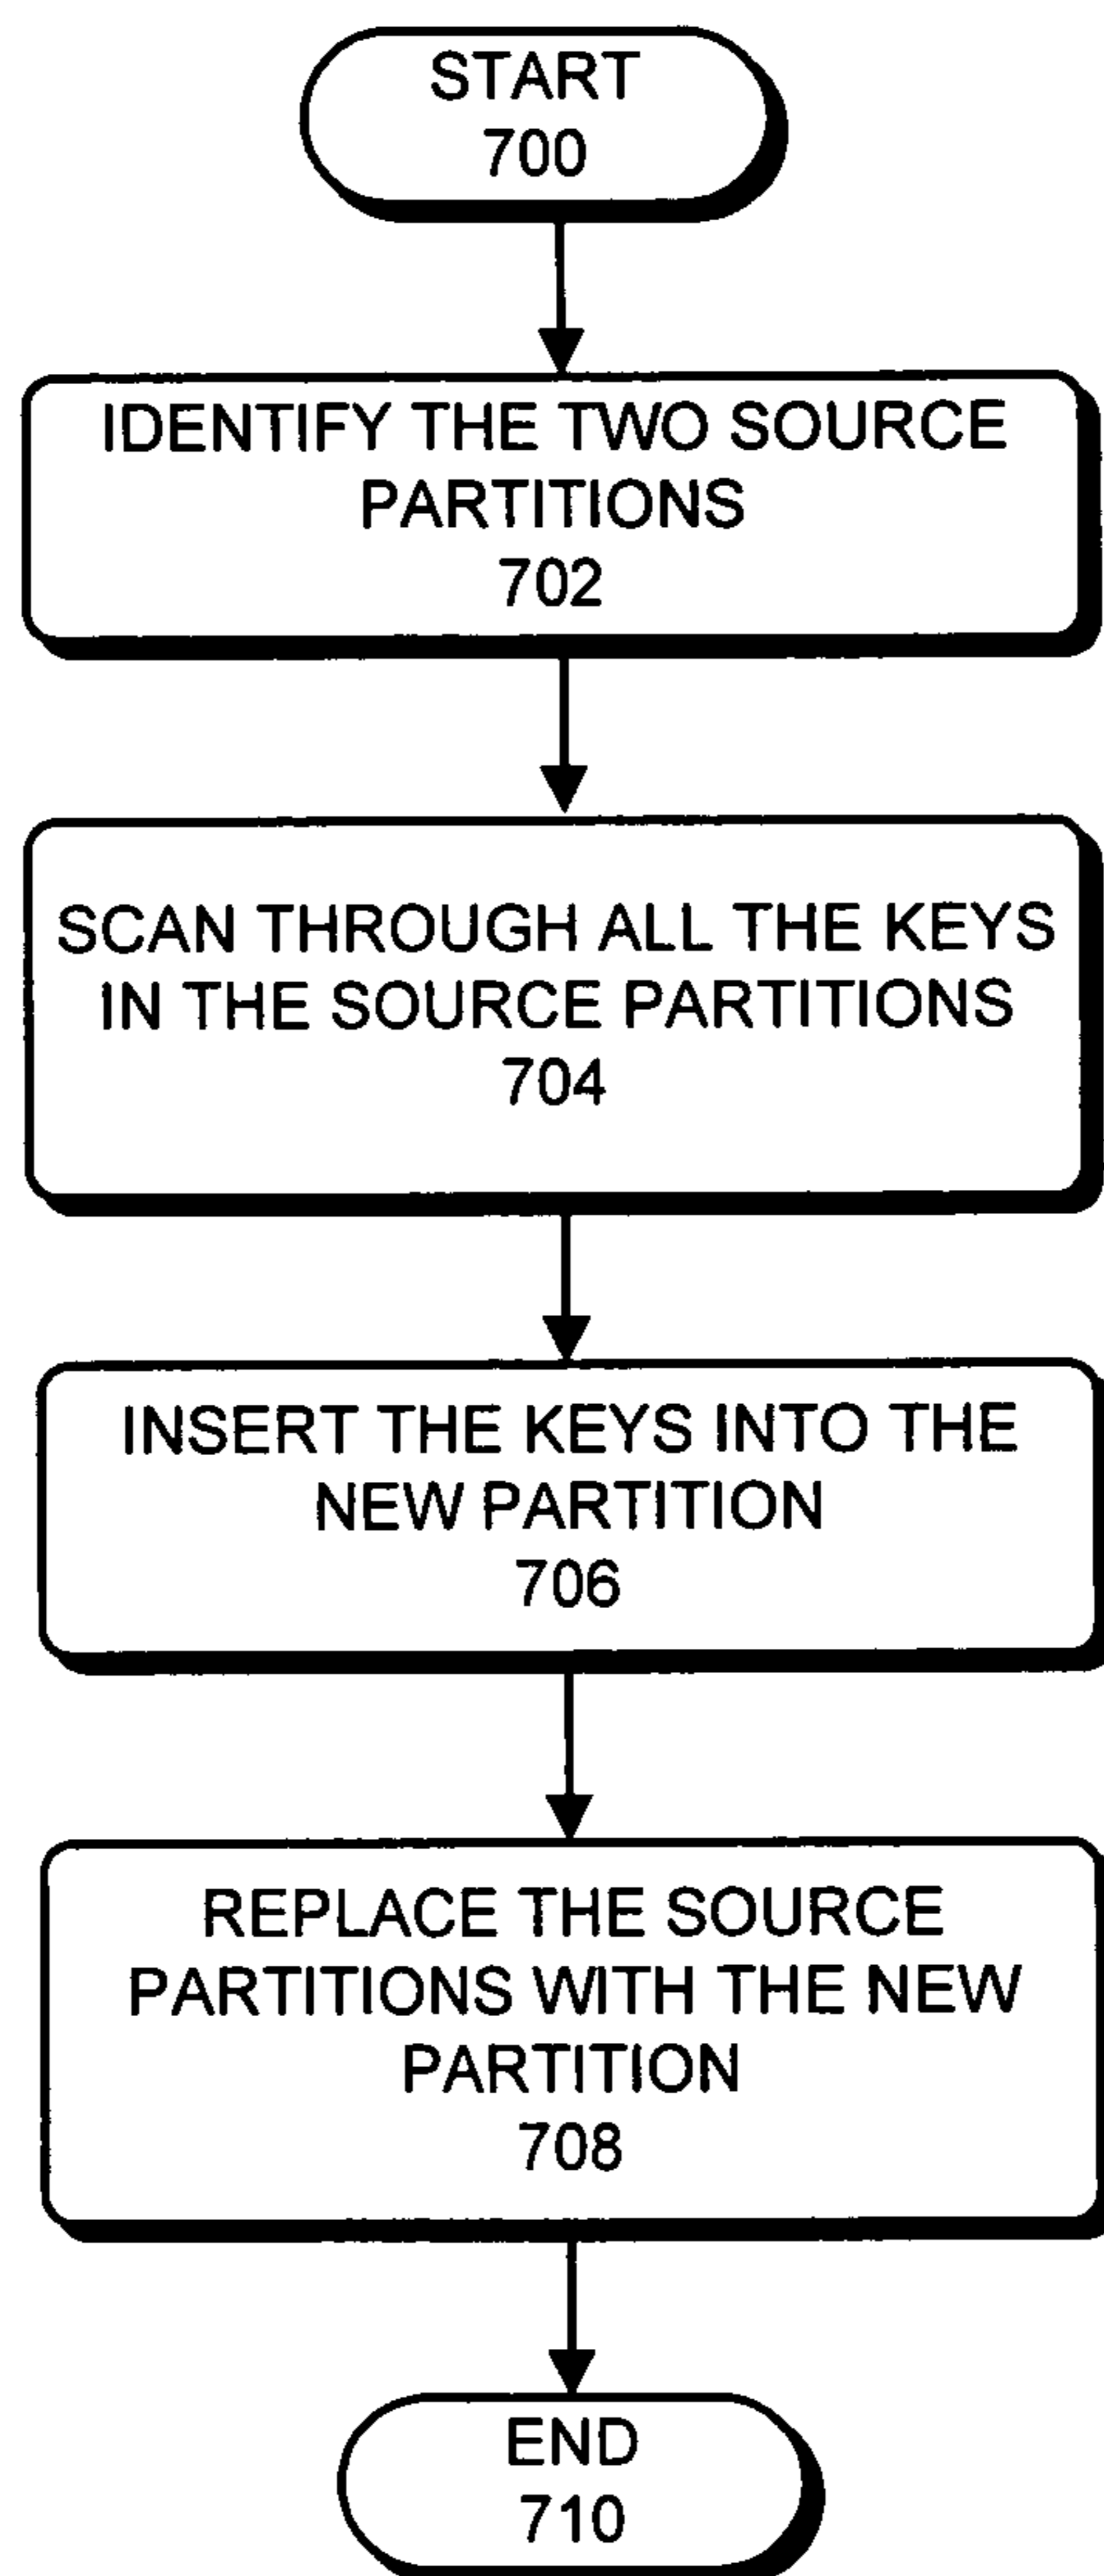 START
700
IDENTIFY THE TWO SOURCE
PARTITIONS
702
SCAN THROUGH ALL THE KEYS
IN THE SOURCE PARTITIONS
704
INSERT THE KEYS INTO THE
NEW PARTITION
706
REPLACE THE SOURCE
PARTITIONS WITH THE NEW
PARTITION
708
END
710